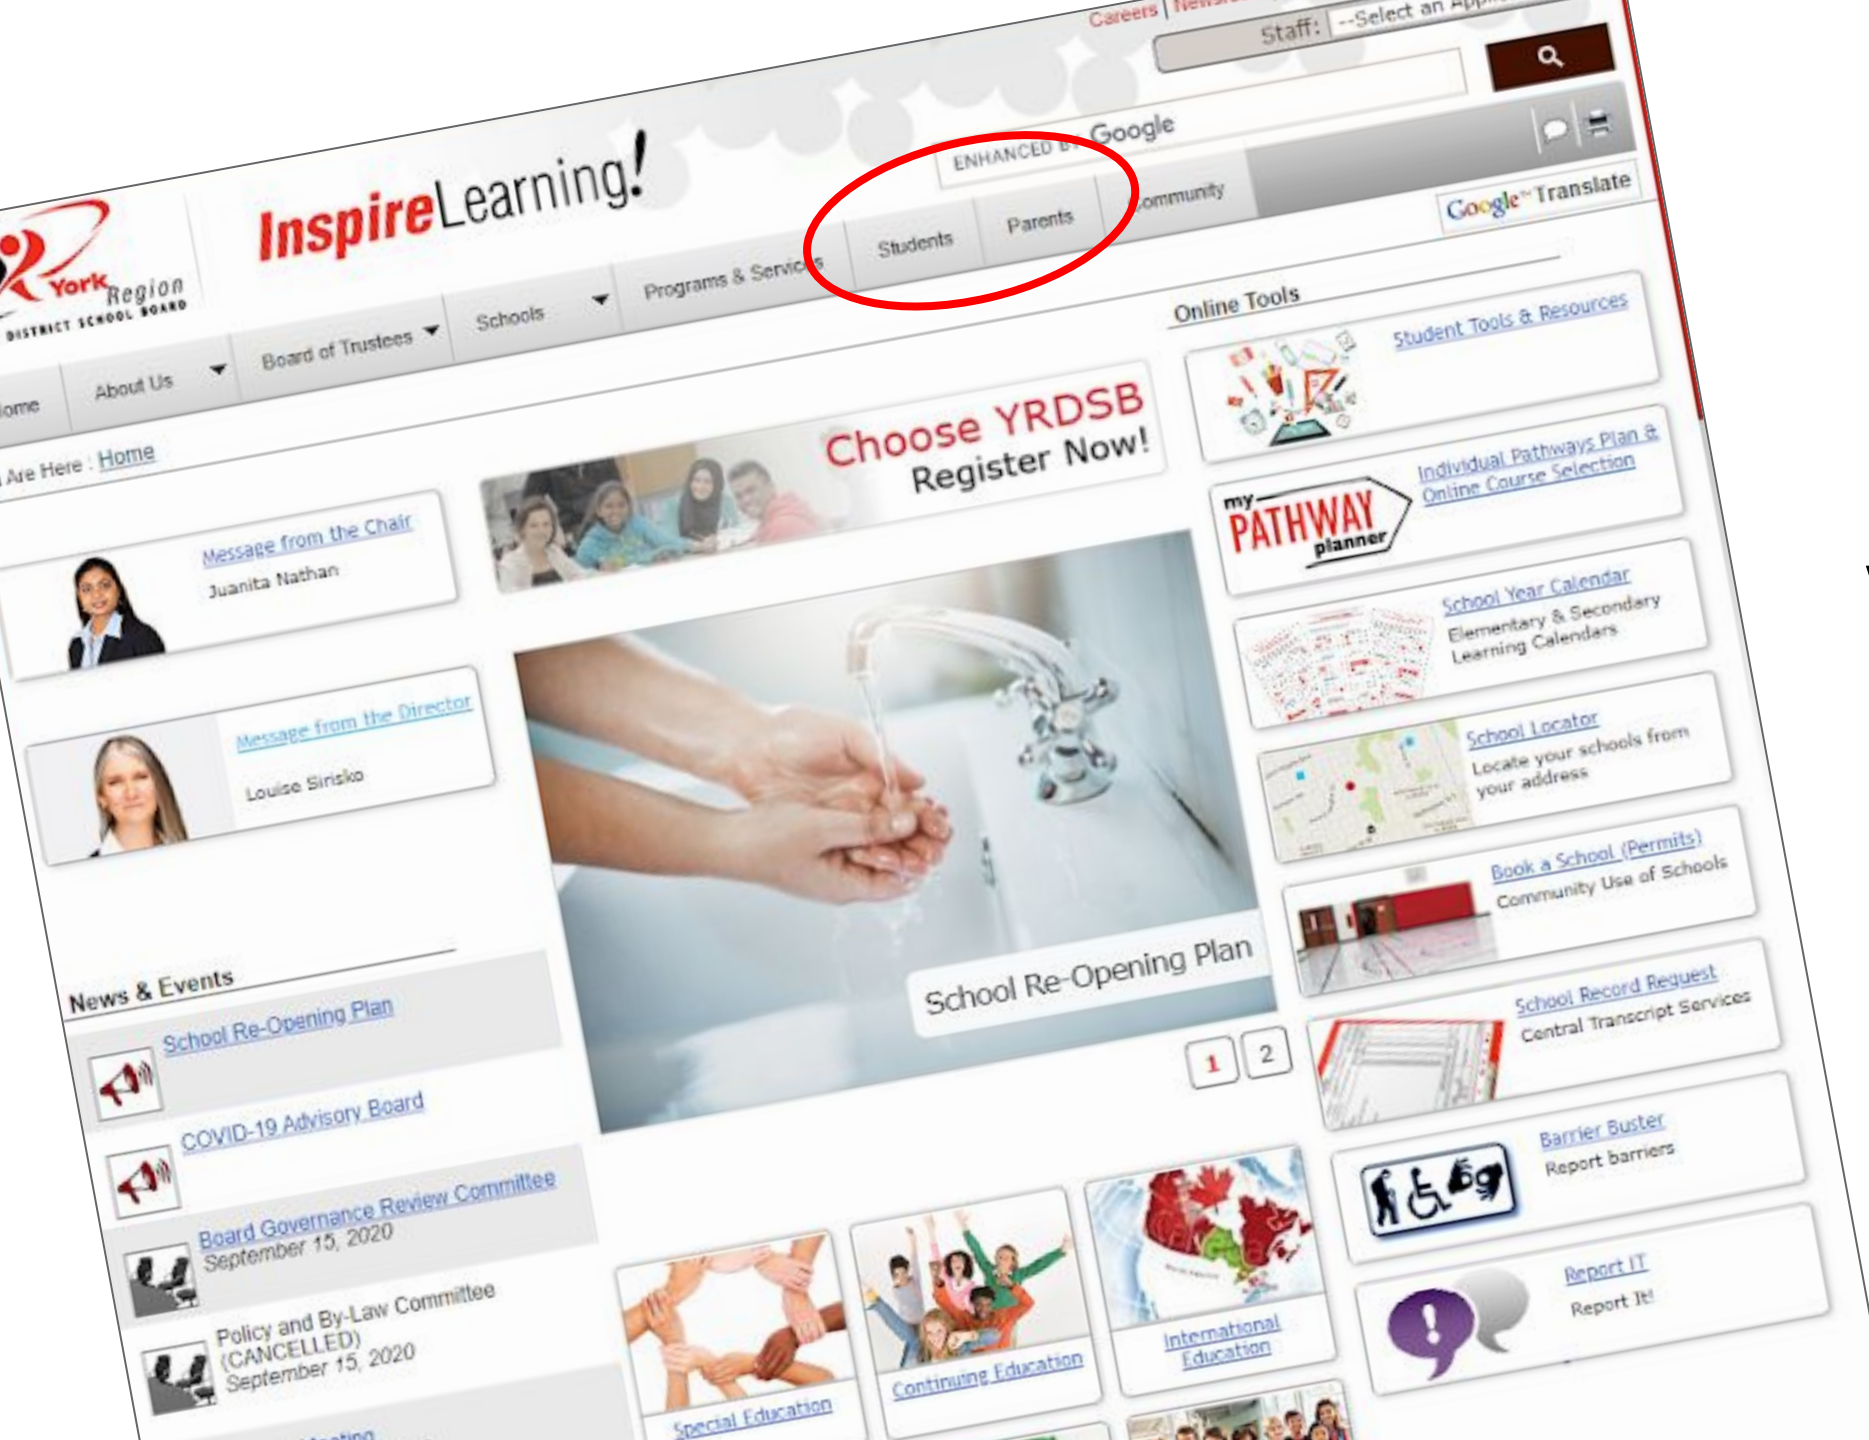 Careers |
Staff: --Select an
InspireLearning!
ENHANCED BY Google
York Region
DISTRICT SCHOOL BOARD
About Us
Board of Trustees
Schools
Programs & Services
Students
Parents
Community
Google™ Translate
Are Here : Home
Message from the Chair
Juanita Nathan
Message from the Director
Louise Sirisko
News & Events
School Re-Opening Plan
COVID-19 Advisory Board
Board Governance Review Committee
September 15, 2020
Policy and By-Law Committee
(CANCELLED)
September 15, 2020
Choose YRDSB
Register Now!
School Re-Opening Plan
1 2
Special Education
Continuing Education
International
Education
Online Tools
Student Tools & Resources
my
PATHWAY
planner
Individual Pathways Plan &
Online Course Selection
School Year Calendar
Elementary & Secondary
Learning Calendars
School Locator
Locate your schools from
your address
Book a School (Permits)
Community Use of Schools
School Record Request
Central Transcript Services
Barrier Buster
Report barriers
Report IT
Report It!